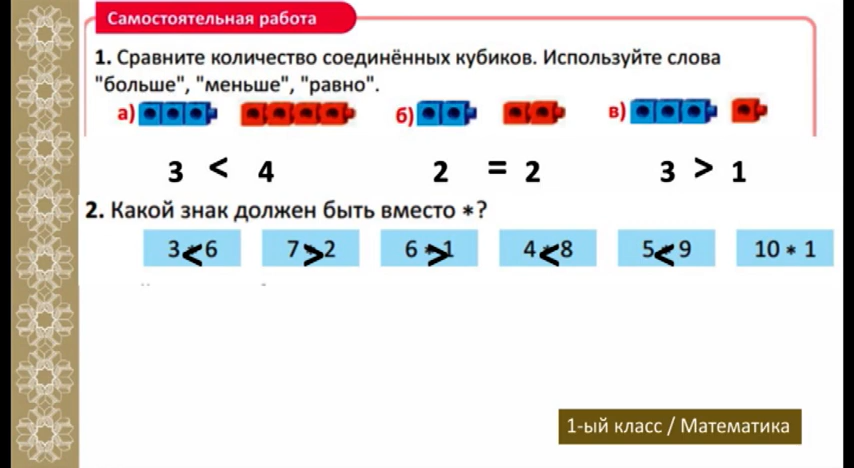 Самостоятельная работа
1. Сравните количество соединённых кубиков. Используйте слова
"больше", "меньше", "равно".
а) б) в)
3 < 4 2 = 2 3 > 1
2. Какой знак должен быть вместо *?
3 < 6 7 > 2 6 > 1 4 < 8 5 < 9 10 * 1
1-ый класс / Математика